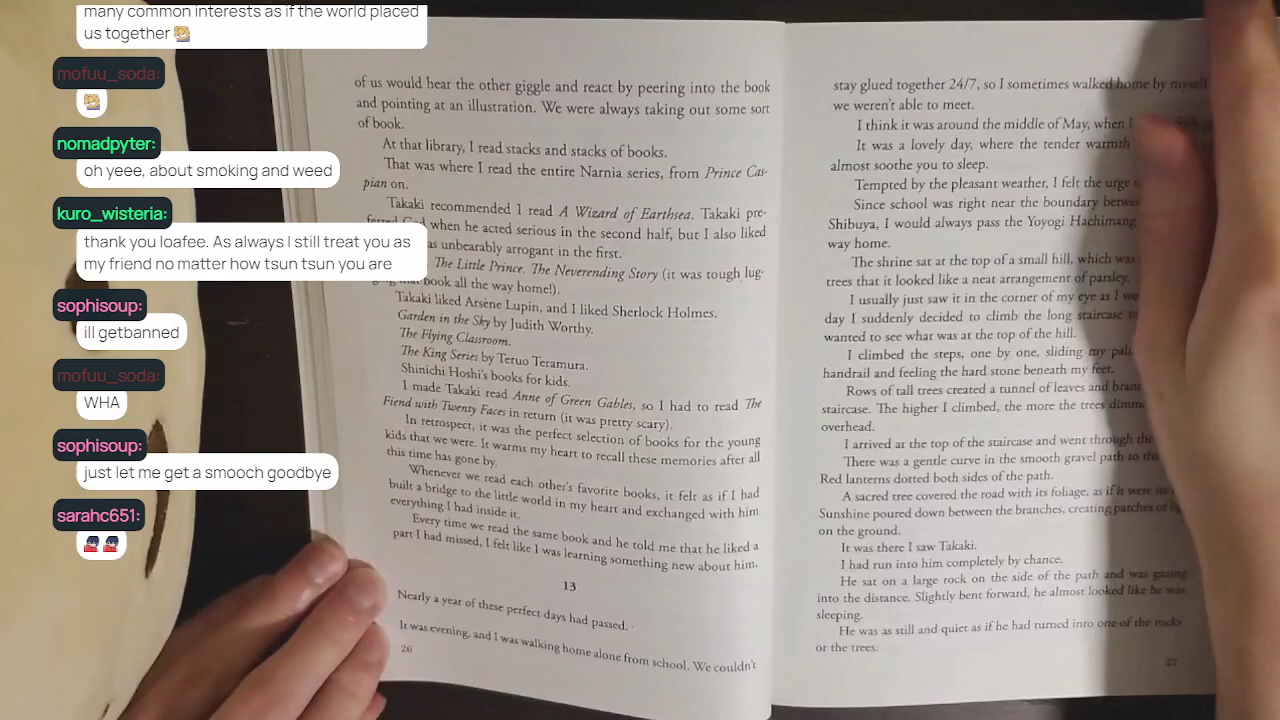 many common interests as if the world placed
us together
mofuu_soda:
nomadpyter:
oh yeee, about smoking and weed
kuro_wisteria:
thank you loafee. As always I still treat you as
my friend no matter how tsun tsun you are
sophisoup:
ill getbanned
mofuu_soda:
WHA
sophisoup:
just let me get a smooch goodbye
sarahc651:
of us would hear the other giggle and react by peering into the book
and pointing at an illustration. We were always taking out some sort
of book.
At that library, I read stacks and stacks of books.
That was where I read the entire Narnia series, from Prince Cas-
pian on.
Takaki recommended I read A Wizard of Earthsea. Takaki pre-
when he acted serious in the second half, but I also liked
as unbearably arrogant in the first.
The Little Prince. The Neverending Story (it was tough lug-
book all the way home!).
Takaki liked Arsène Lupin, and I liked Sherlock Holmes.
Garden in the Sky by Judith Worthy.
The Flying Classroom.
The King Series by Teruo Teramura.
Shinichi Hoshi's books for kids.
I made Takaki read Anne of Green Gables, so I had to read The
Fiend with Twenty Faces in return (it was pretty scary).
In retrospect, it was the perfect selection of books for the young
kids that we were. It warms my heart to recall these memories after all
this time has gone by.
Whenever we read each other's favorite books, it felt as if I had
built a bridge to the little world in my heart and exchanged with him
everything I had inside it.
Every time we read the same book and he told me that he liked a
part I had missed, I felt like I was learning something new about him.
13
Nearly a year of these perfect days had passed.
It was evening, and I was walking home alone from school. We couldn't
26
stay glued together 24/7, so I sometimes walked home by myself
we weren't able to meet.
I think it was around the middle of May, when I
It was a lovely day, where the tender warmth
almost soothe you to sleep.
Tempted by the pleasant weather, I felt the urge
Since school was right near the boundary
Shibuya, I would always pass the Yoyogi Hachimang
way home.
The shrine sat at the top of a small hill, which was
trees that it looked like a neat arrangement of parsley.
I usually just saw it in the corner of my eye as I
day I suddenly decided to climb the long staircase
wanted to see what was at the top of the hill.
I climbed the steps, one by one, sliding my
handrail and feeling the hard stone beneath my feet.
Rows of tall trees created a tunnel of leaves and
staircase. The higher I climbed, the more the trees
overhead.
I arrived at the top of the staircase and went through the
There was a gentle curve in the smooth gravel path to
Red lanterns dotted both sides of the path.
A sacred tree covered the road with its foliage, as if it were
Sunshine poured down between the branches, creating patches of
on the ground.
It was there I saw Takaki.
I had run into him completely by chance.
He sat on a large rock on the side of the path and was gazing
into the distance. Slightly bent forward, he almost looked like he was
sleeping.
He was as still and quiet as if he had turned into one of the rocks
or the trees.
27